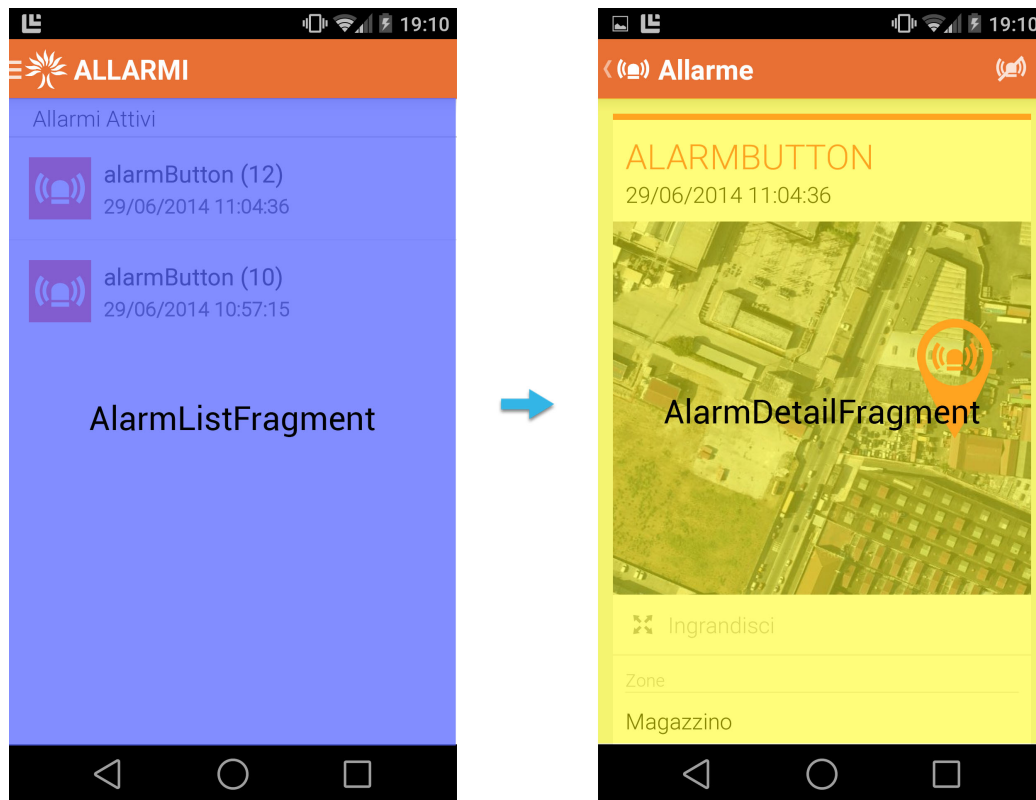 19:10
ALLARMI
Allarmi Attivi
alarmButton (12)
29/06/2014 11:04:36
alarmButton (10)
29/06/2014 10:57:15
AlarmListFragment
19:10
Allarme
ALARMBUTTON
29/06/2014 11:04:36
AlarmDetailFragment
Ingrandisci
Zone
Magazzino